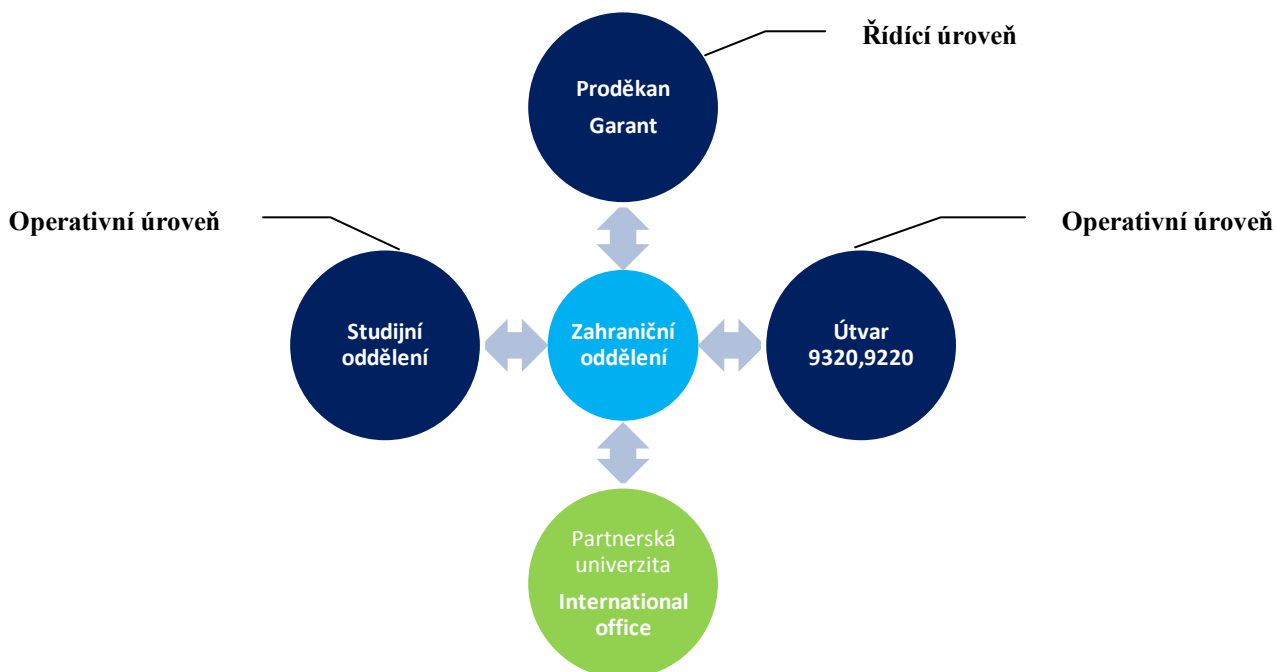 Řídící úroveň
Proděkan
Garant
Operativní úroveň
Operativní úroveň
Studijní
oddělení
Zahraniční
oddělení
Útvar
9320,9220
Partnerská
univerzita
International
office